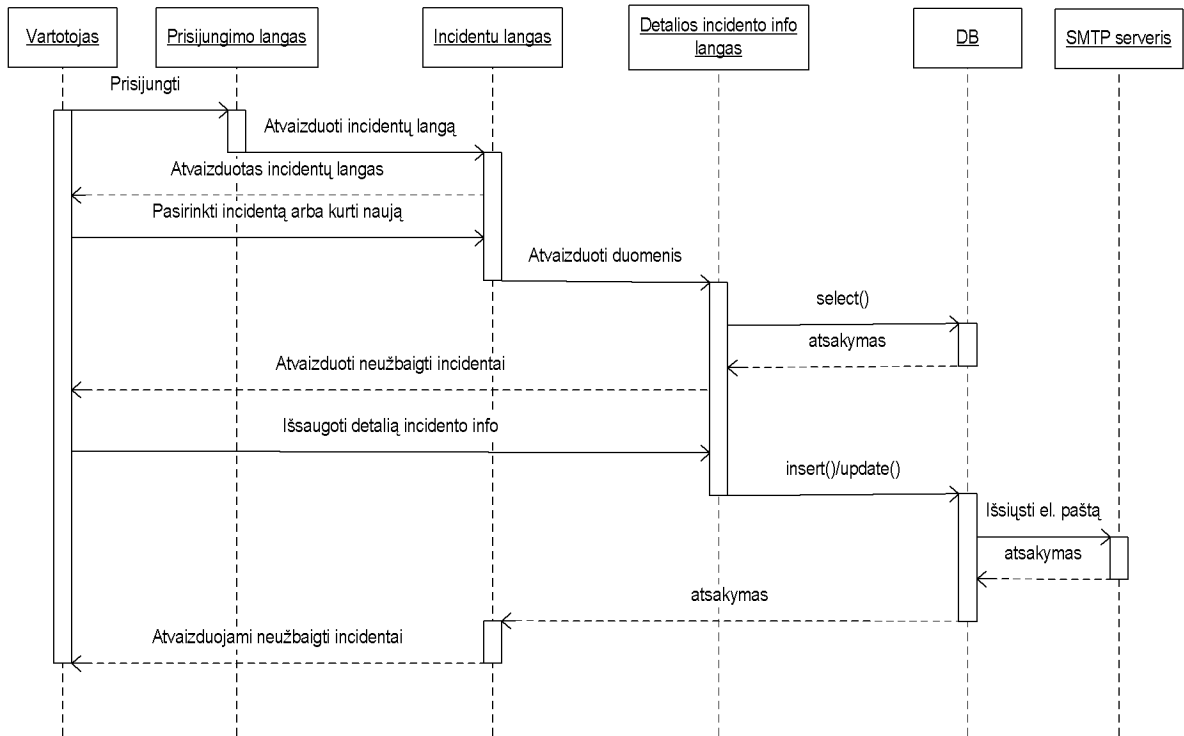 Vartotojas
Prisijungimo langas
Incidentu langas
Detalios incidento info
langas
DB
SMTP serveris
Prisijungti
Atvaizduoti incidentų langą
Atvaizduotas incidentų langas
Pasirinkti incidentą arba kurti naują
Atvaizduoti duomenis
select()
atsakymas
Atvaizduoti neužbaigti incidentai
Išsaugoti detalią incidento info
insert()/update()
Išsiųsti el. paštą
atsakymas
atsakymas
Atvaizduojami neužbaigti incidentai